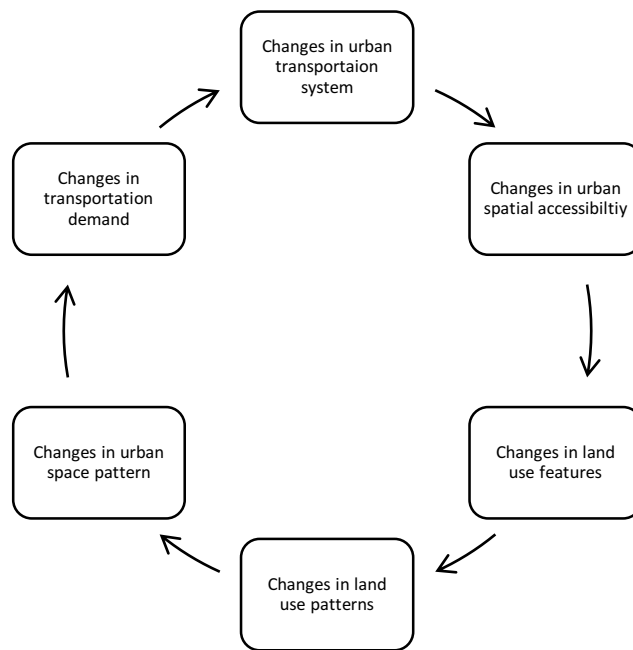 Changes in urban
transportaion
system
Changes in urban
spatial accessibiltiy
Changes in land
use features
Changes in land
use patterns
Changes in urban
space pattern
Changes in
transportation
demand